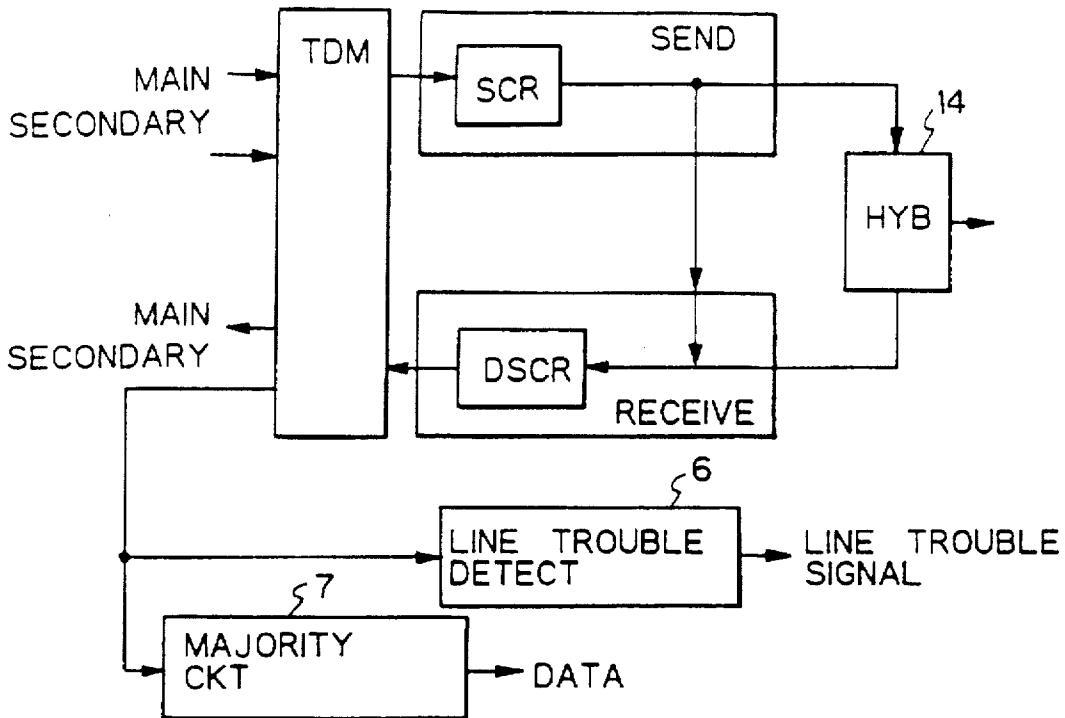 TDM
SEND
MAIN
SECONDARY
SCR
14
HYB
MAIN
SECONDARY
DSCR
RECEIVE
6
LINE TROUBLE
DETECT
LINE TROUBLE
SIGNAL
7
MAJORITY
CKT
DATA